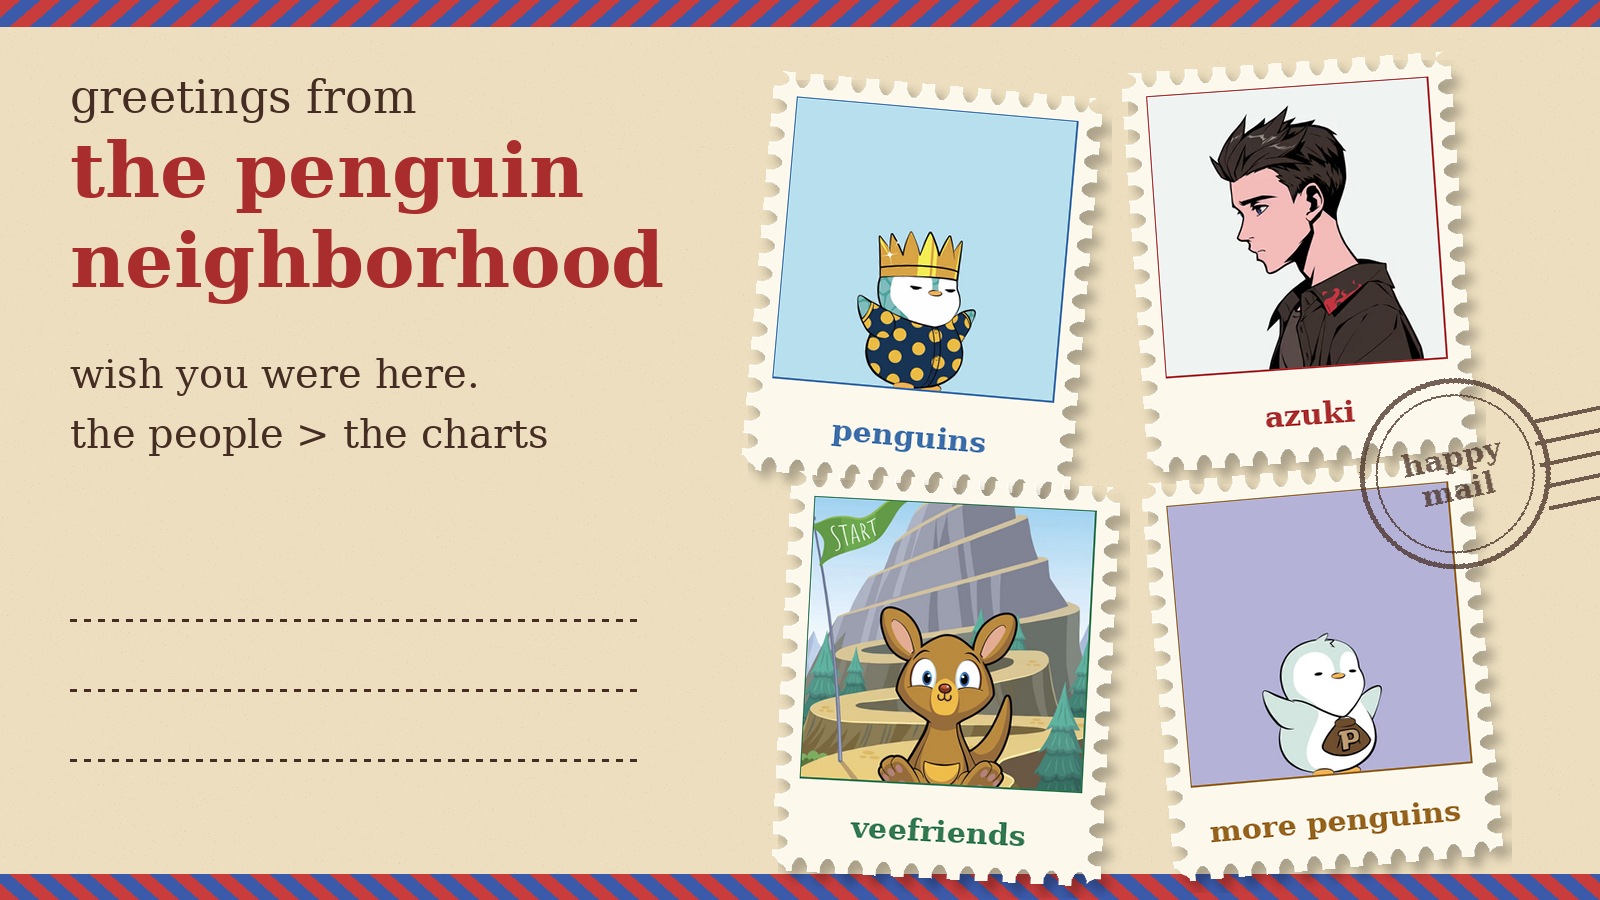 greetings from
the penguin
neighborhood
wish you were here.
the people > the charts
penguins
azuki
happy
mail
START
P
veefriends
more penguins